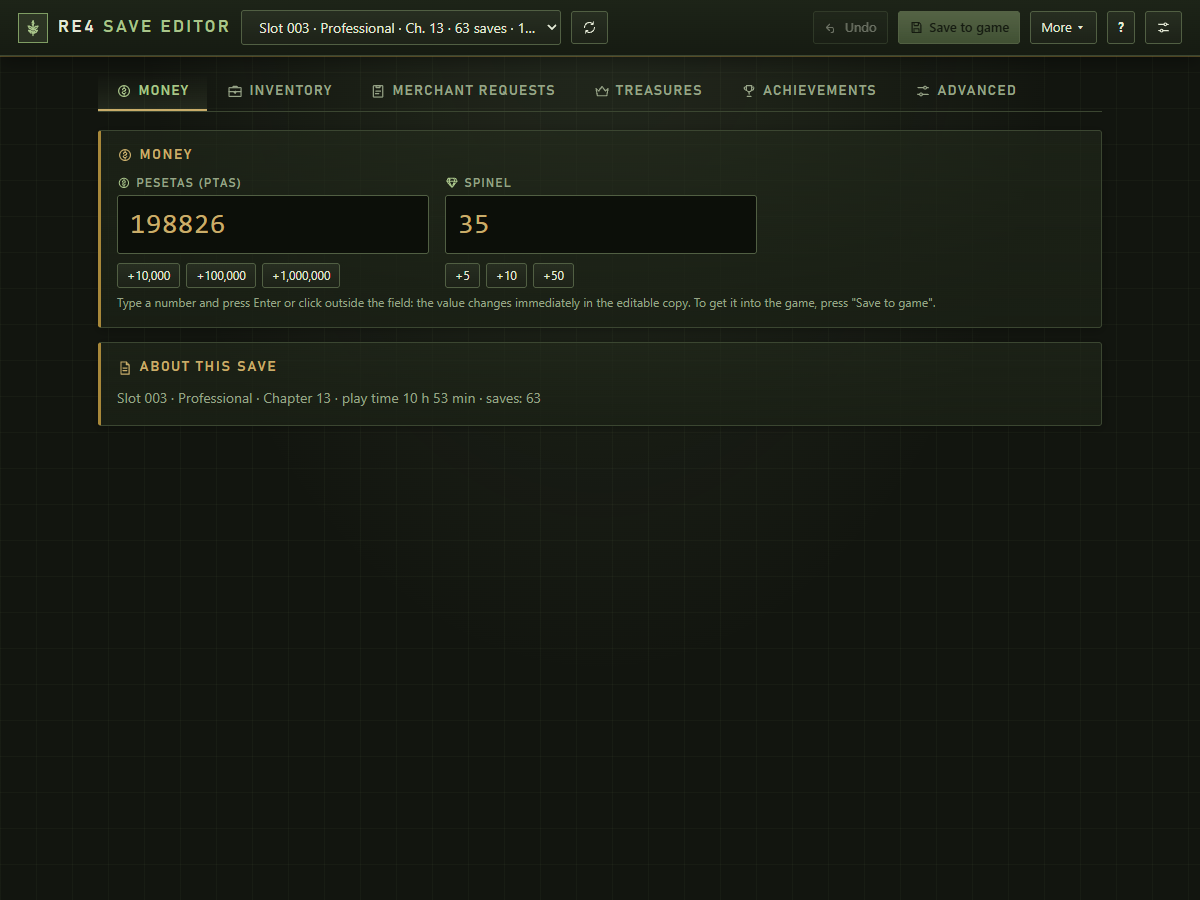 RE4 SAVE EDITOR
Slot 003 · Professional · Ch. 13 · 63 saves · 1...
Undo
Save to game
More
?
MONEY
INVENTORY
MERCHANT REQUESTS
TREASURES
ACHIEVEMENTS
ADVANCED
MONEY
PESETAS (PTAS)
SPINEL
198826
35
+10,000
+100,000
+1,000,000
+5
+10
+50
Type a number and press Enter or click outside the field: the value changes immediately in the editable copy. To get it into the game, press "Save to game".
ABOUT THIS SAVE
Slot 003 · Professional · Chapter 13 · play time 10 h 53 min · saves: 63